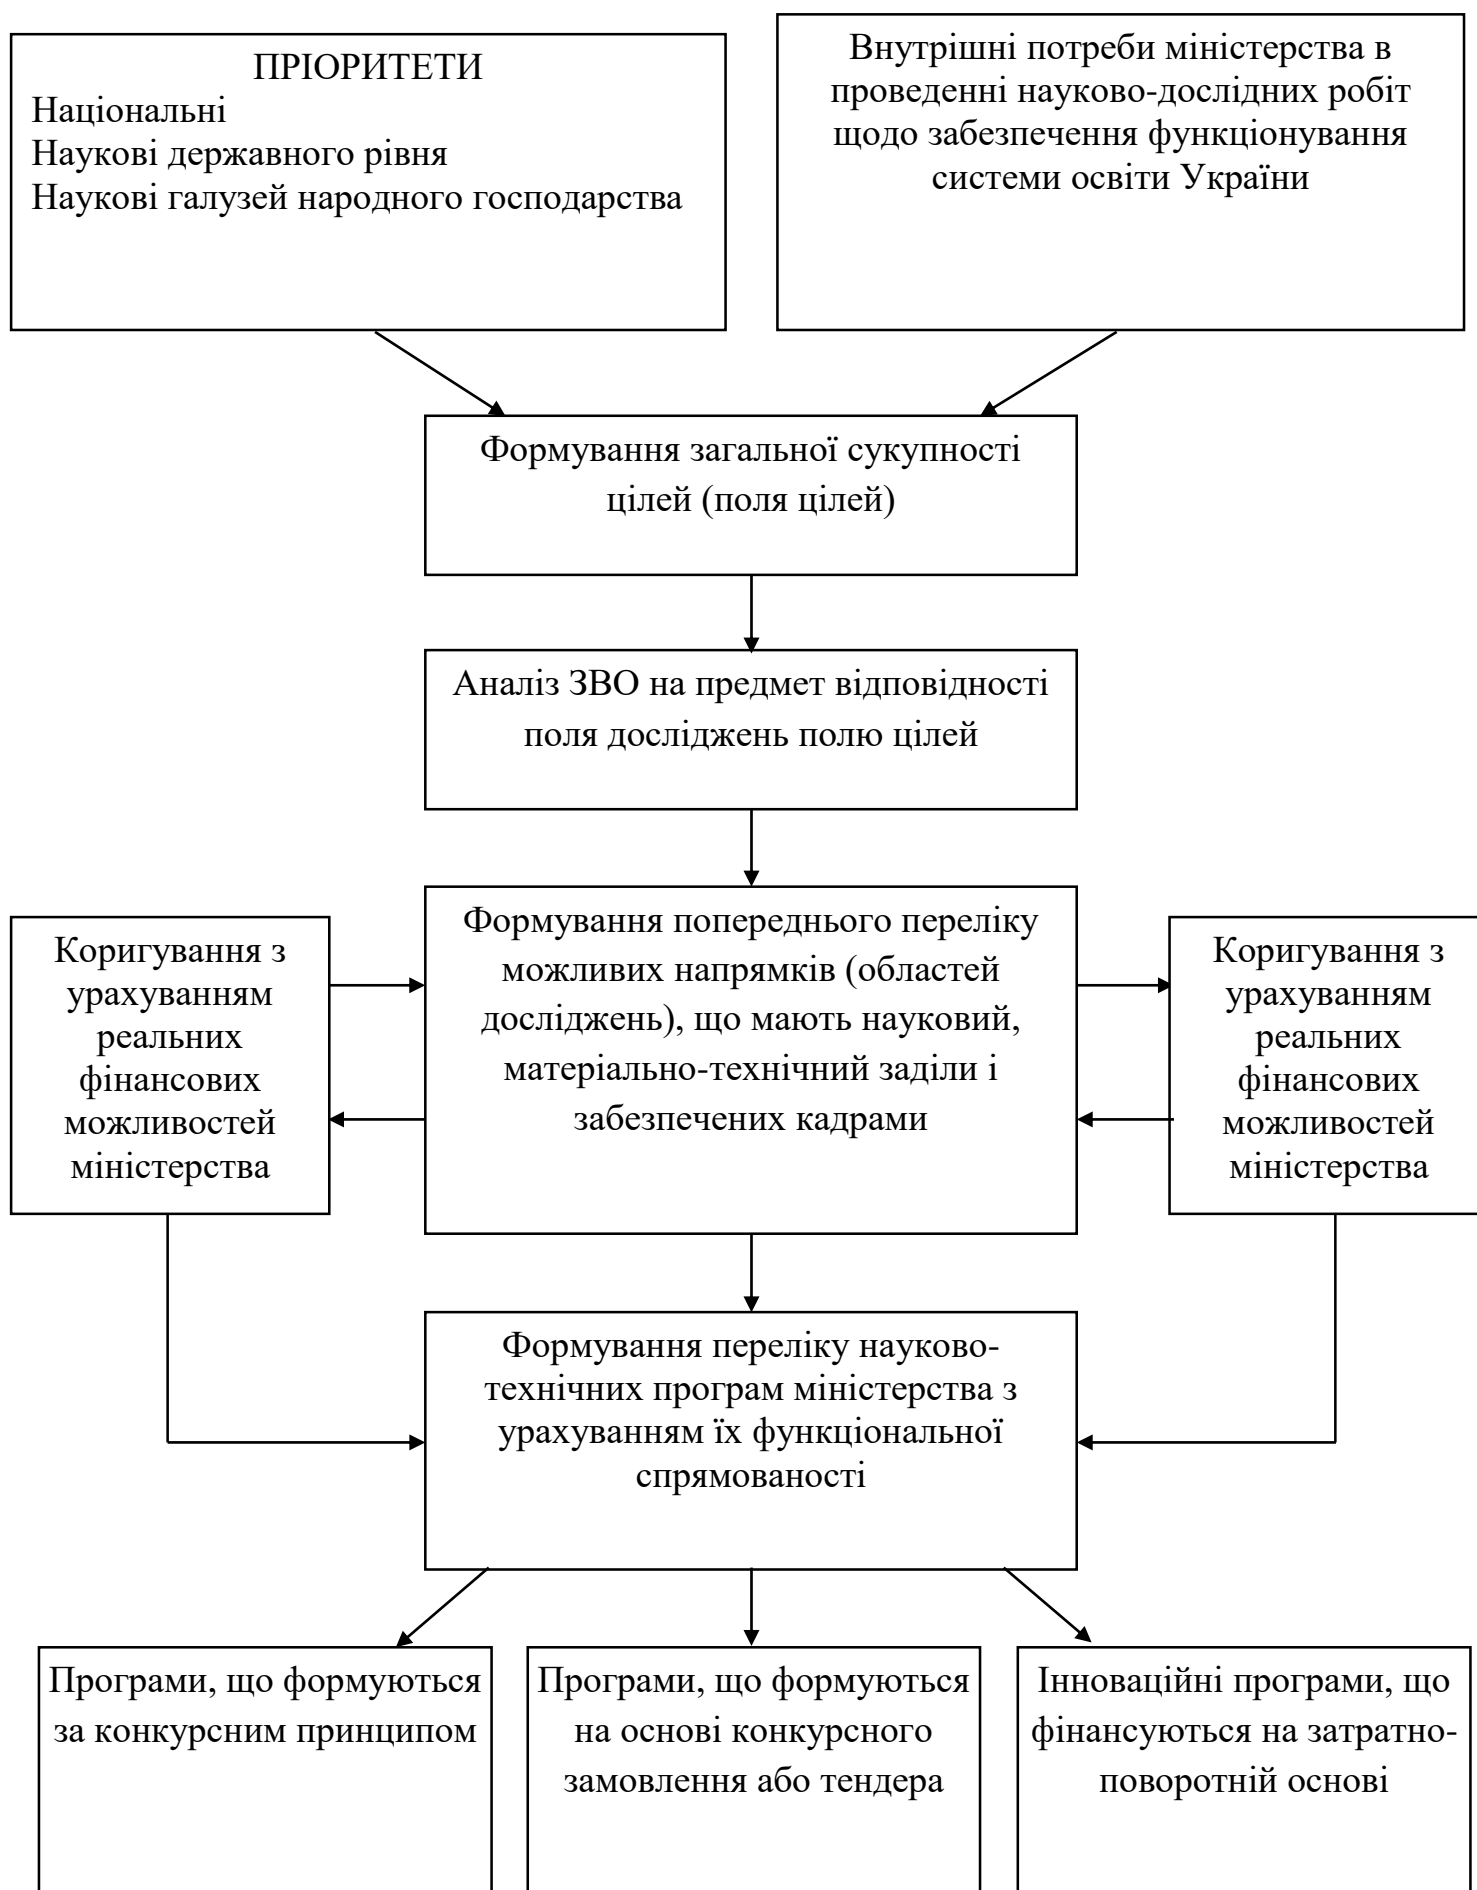 ПРІОРИТЕТИ
Національні
Наукові державного рівня
Наукові галузей народного господарства
Внутрішні потреби міністерства в
проведенні науково-дослідних робіт
щодо забезпечення функціонування
системи освіти України
Формування загальної сукупності
цілей (поля цілей)
Аналіз ЗВО на предмет відповідності
поля досліджень полю цілей
Коригування з
урахуванням
реальних
фінансових
можливостей
міністерства
Формування попереднього переліку
можливих напрямків (областей
досліджень), що мають науковий,
матеріально-технічний заділи і
забезпечених кадрами
Коригування з
урахуванням
реальних
фінансових
можливостей
міністерства
Формування переліку науково-
технічних програм міністерства з
урахуванням їх функціональної
спрямованості
Програми, що формуються
за конкурсним принципом
Програми, що формуються
на основі конкурсного
замовлення або тендера
Інноваційні програми, що
фінансуються на затратно-
поворотній основі